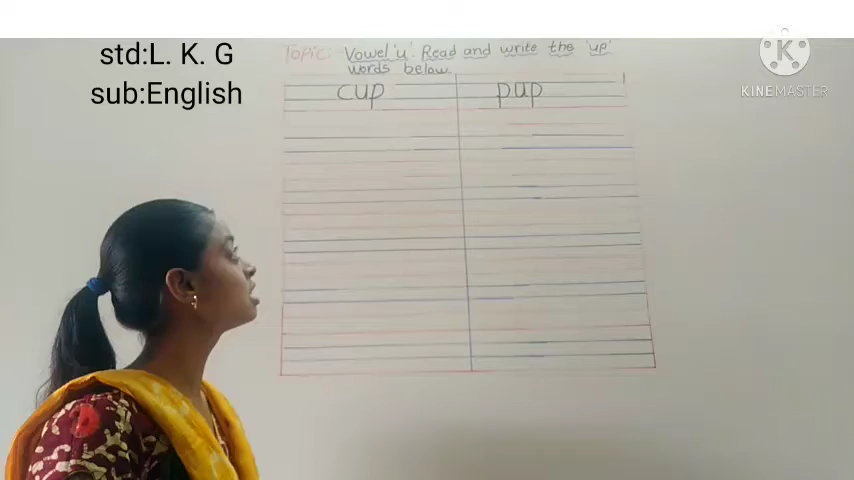 std:L. K. G
sub:English
Topic:- Vowel 'u'. Read and write the 'up'
words below.
cup pup
K
KINEMASTER